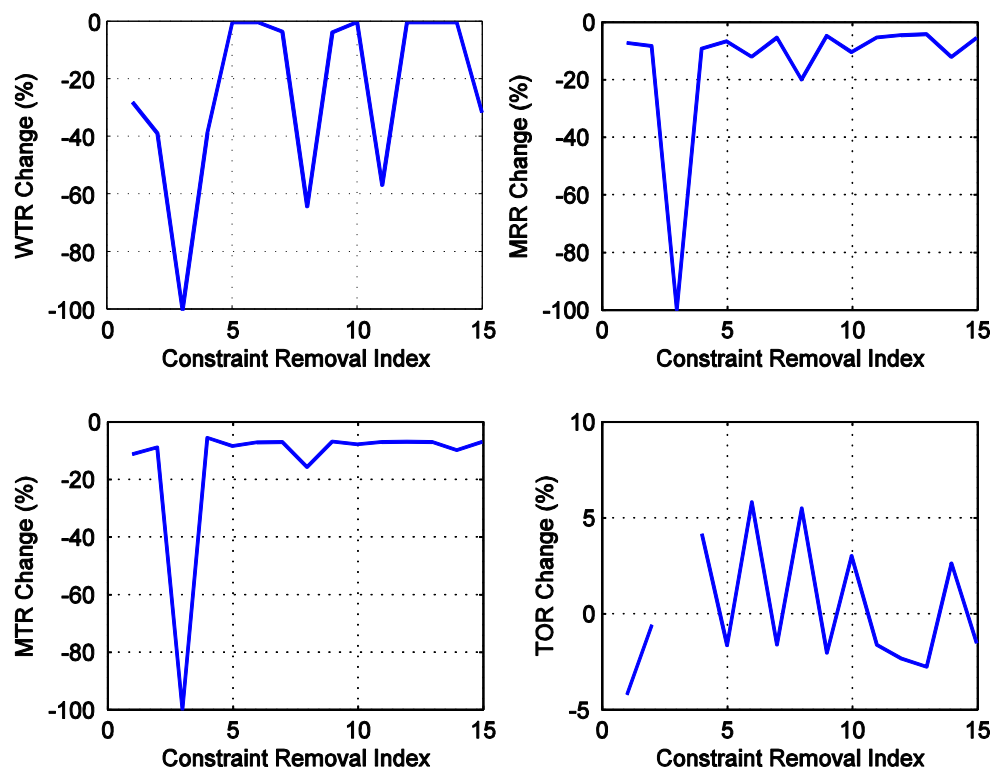 WTR Change (%)
0
-20
-40
-60
-80
-100
0 5 10 15
Constraint Removal Index
MRR Change (%)
0
-20
-40
-60
-80
-100
0 5 10 15
Constraint Removal Index
MTR Change (%)
0
-20
-40
-60
-80
-100
0 5 10 15
Constraint Removal Index
TOR Change (%)
10
5
0
-5
0 5 10 15
Constraint Removal Index